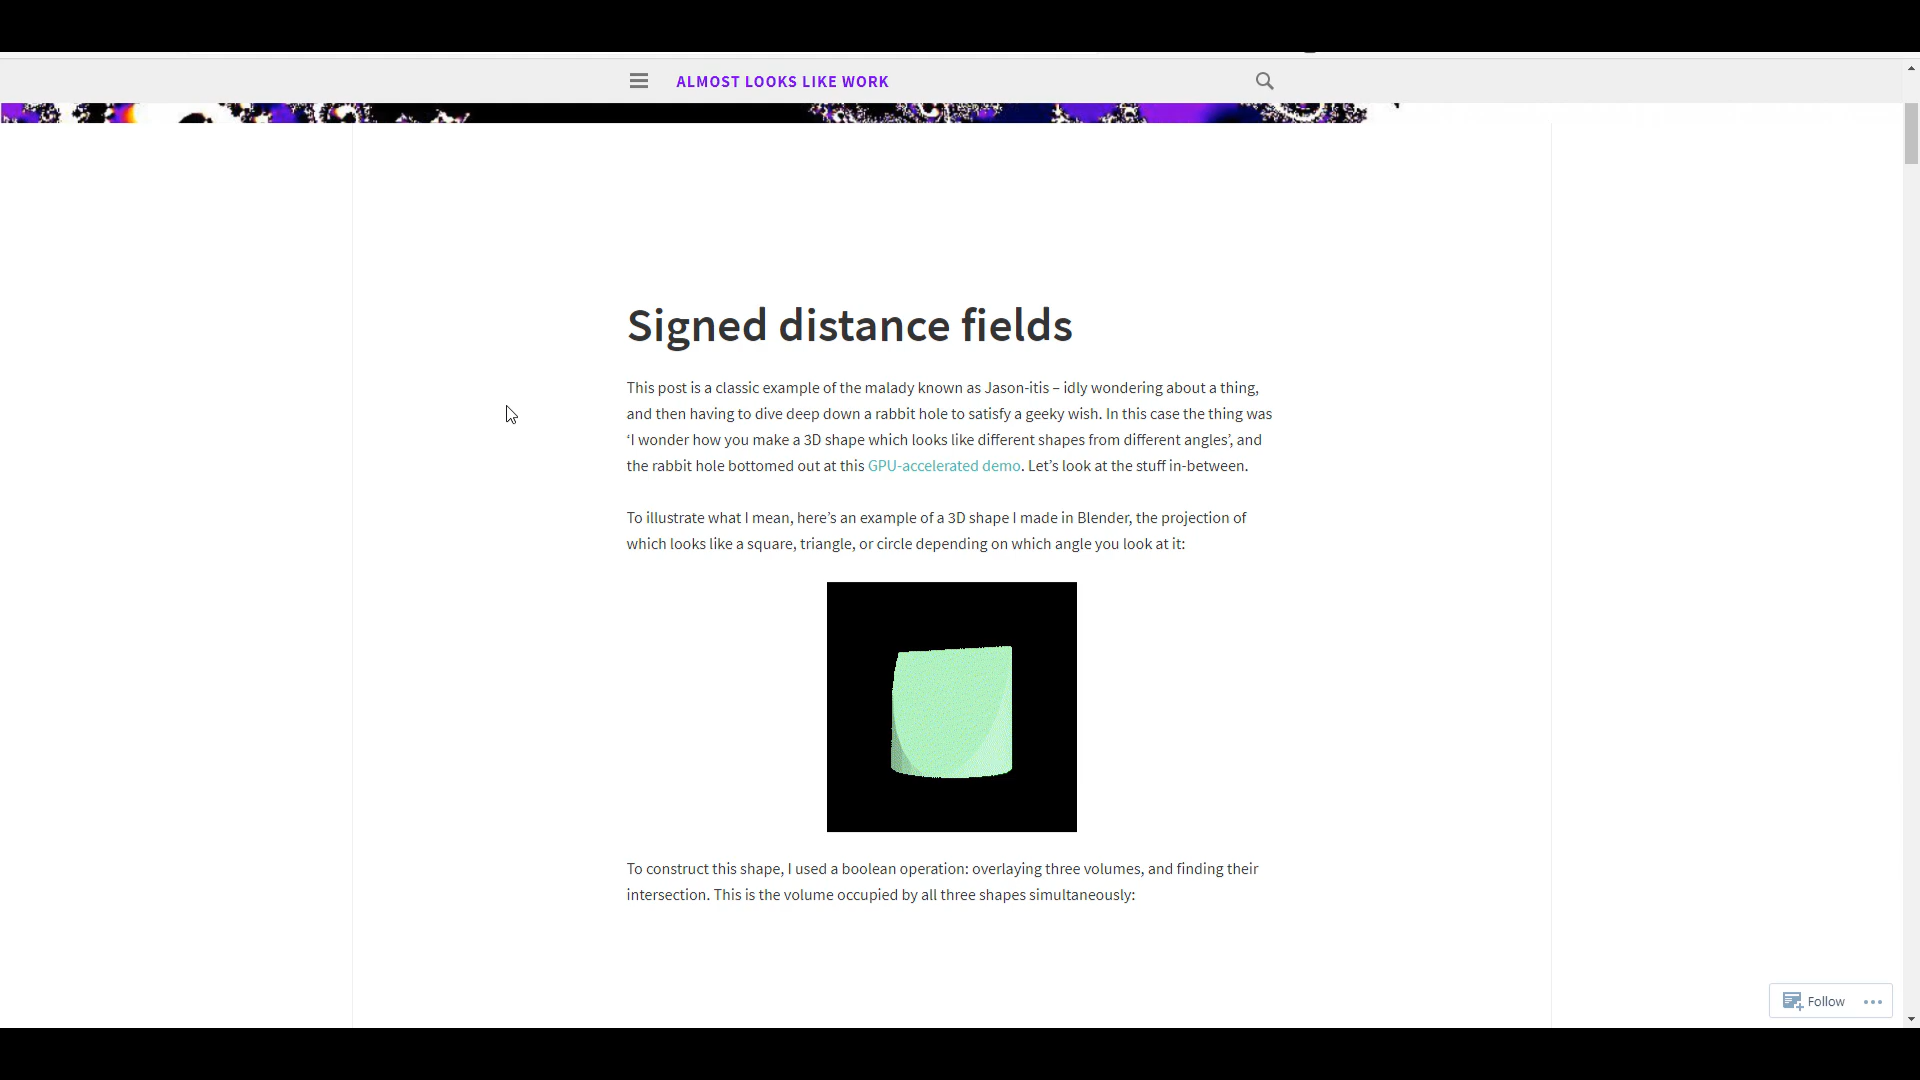 ALMOST LOOKS LIKE WORK
Signed distance fields
This post is a classic example of the malady known as Jason-itis – idly wondering about a thing,
and then having to dive deep down a rabbit hole to satisfy a geeky wish. In this case the thing was
‘I wonder how you make a 3D shape which looks like different shapes from different angles’, and
the rabbit hole bottomed out at this GPU-accelerated demo. Let’s look at the stuff in-between.
To illustrate what I mean, here’s an example of a 3D shape I made in Blender, the projection of
which looks like a square, triangle, or circle depending on which angle you look at it:
To construct this shape, I used a boolean operation: overlaying three volumes, and finding their
intersection. This is the volume occupied by all three shapes simultaneously:
Follow